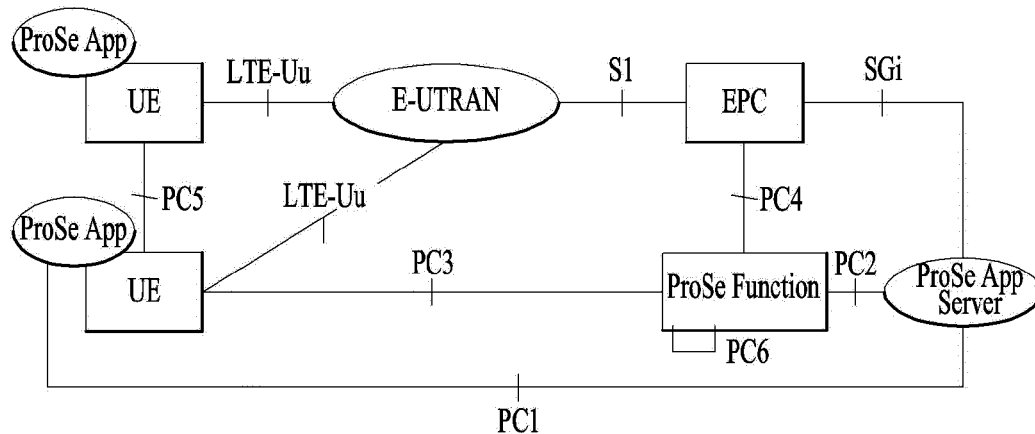 ProSe App
LTE-Uu
S1
SGi
UE
E-UTRAN
EPC
PC5
LTE-Uu
PC4
ProSe App
PC3
PC2
UE
ProSe Function
ProSe App
Server
PC6
PC1